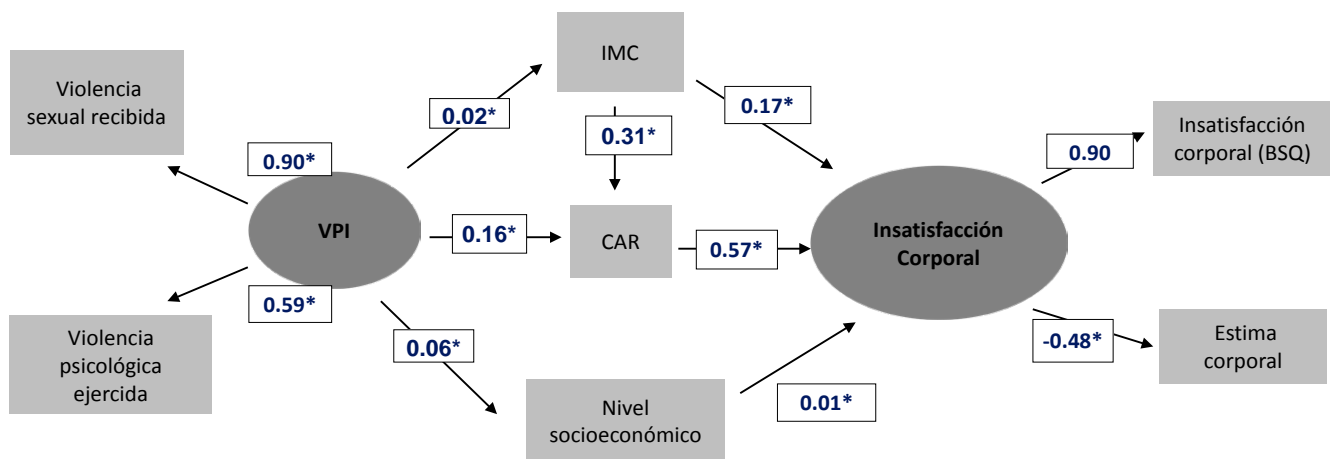 Violencia
sexual recibida
IMC
0.02*
0.17*
0.31*
0.90*
0.90
Insatisfacción
corporal (BSQ)
VPI
0.16*
CAR
0.57*
Insatisfacción
Corporal
0.59*
Violencia
psicológica
ejercida
0.06*
-0.48*
Estima
corporal
Nivel
socioeconómico
0.01*